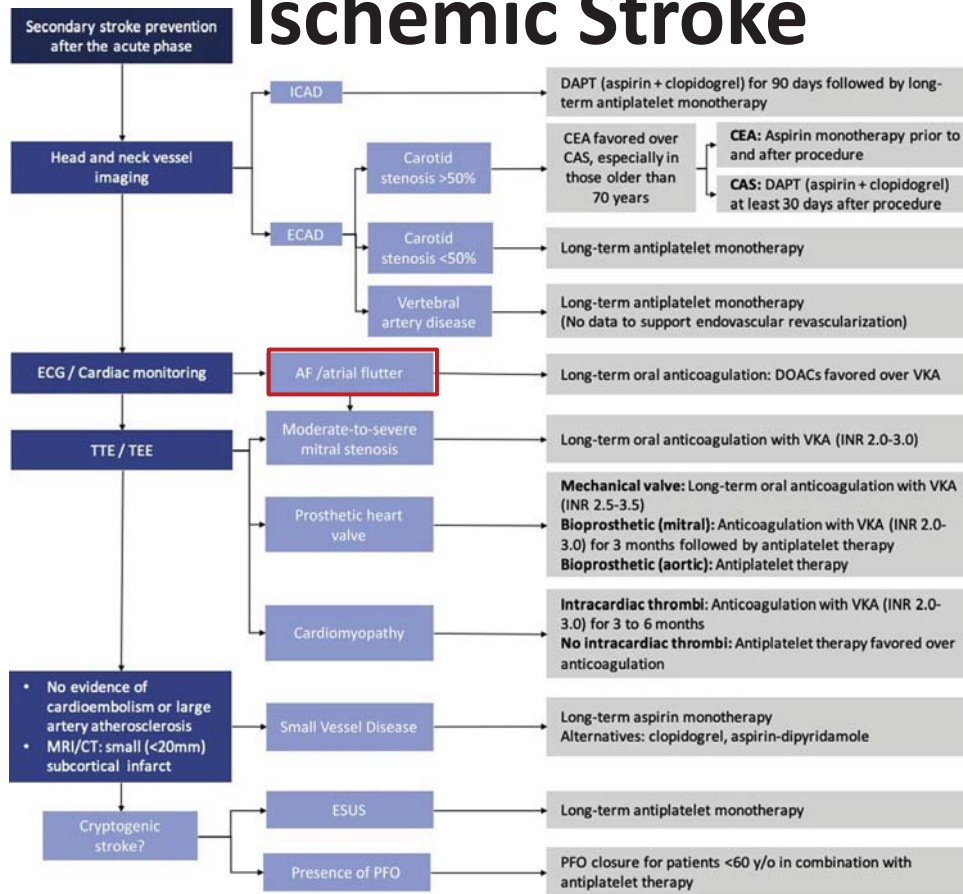 Ischemic Stroke
Secondary stroke prevention
after the acute phase
Head and neck vessel
imaging
ICAD
DAPT (aspirin + clopidogrel) for 90 days followed by long-
term antiplatelet monotherapy
ECAD
Carotid
stenosis >50%
CEA favored over
CAS, especially in
those older than
70 years
CEA: Aspirin monotherapy prior to
and after procedure
CAS: DAPT (aspirin + clopidogrel)
at least 30 days after procedure
Carotid
stenosis <50%
Long-term antiplatelet monotherapy
Vertebral
artery disease
Long-term antiplatelet monotherapy
(No data to support endovascular revascularization)
ECG / Cardiac monitoring
AF /atrial flutter
Long-term oral anticoagulation: DOACs favored over VKA
TTE / TEE
Moderate-to-severe
mitral stenosis
Long-term oral anticoagulation with VKA (INR 2.0-3.0)
Prosthetic heart
valve
Mechanical valve: Long-term oral anticoagulation with VKA
(INR 2.5-3.5)
Bioprosthetic (mitral): Anticoagulation with VKA (INR 2.0-
3.0) for 3 months followed by antiplatelet therapy
Bioprosthetic (aortic): Antiplatelet therapy
Cardiomyopathy
Intracardiac thrombi: Anticoagulation with VKA (INR 2.0-
3.0) for 3 to 6 months
No intracardiac thrombi: Antiplatelet therapy favored over
anticoagulation
• No evidence of
cardioembolism or large
artery atherosclerosis
• MRI/CT: small (<20mm)
subcortical infarct
Small Vessel Disease
Long-term aspirin monotherapy
Alternatives: clopidogrel, aspirin-dipyridamole
Cryptogenic
stroke?
ESUS
Long-term antiplatelet monotherapy
Presence of PFO
PFO closure for patients <60 y/o in combination with
antiplatelet therapy